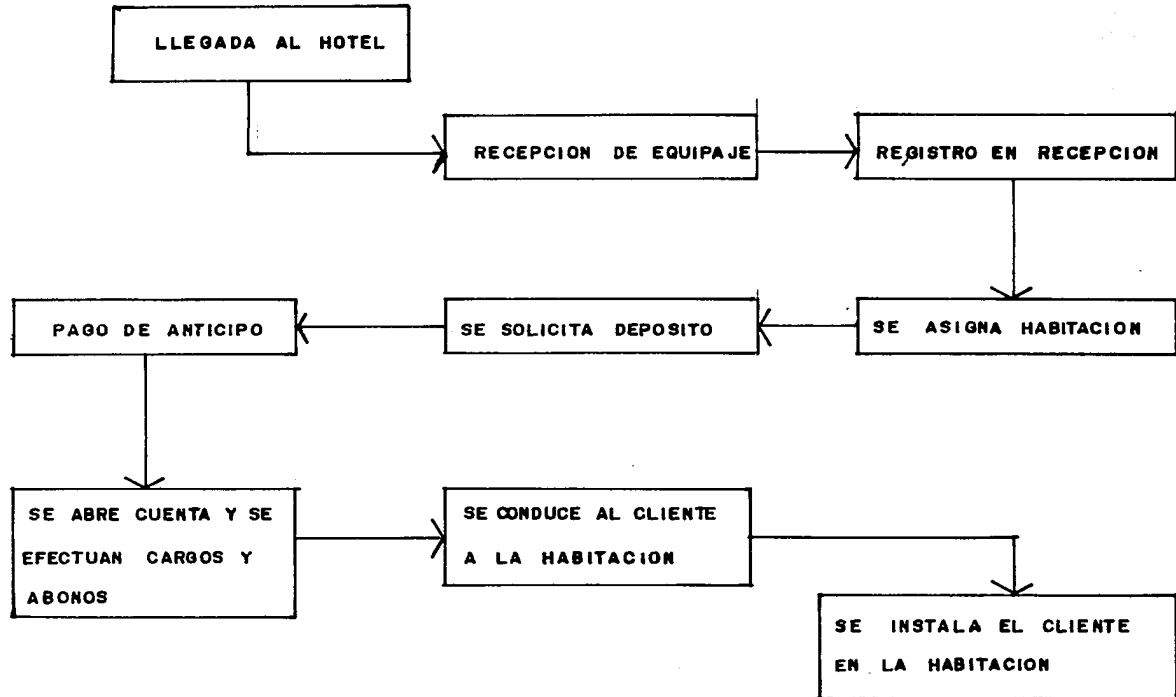 LLEGADA AL HOTEL
RECEPCION DE EQUIPAJE
REGISTRO EN RECEPCION
SE ASIGNA HABITACION
SE SOLICITA DEPOSITO
PAGO DE ANTICIPO
SE ABRE CUENTA Y SE
EFECTUAN CARGOS Y
ABONOS
SE CONDUCE AL CLIENTE
A LA HABITACION
SE INSTALA EL CLIENTE
EN LA HABITACION